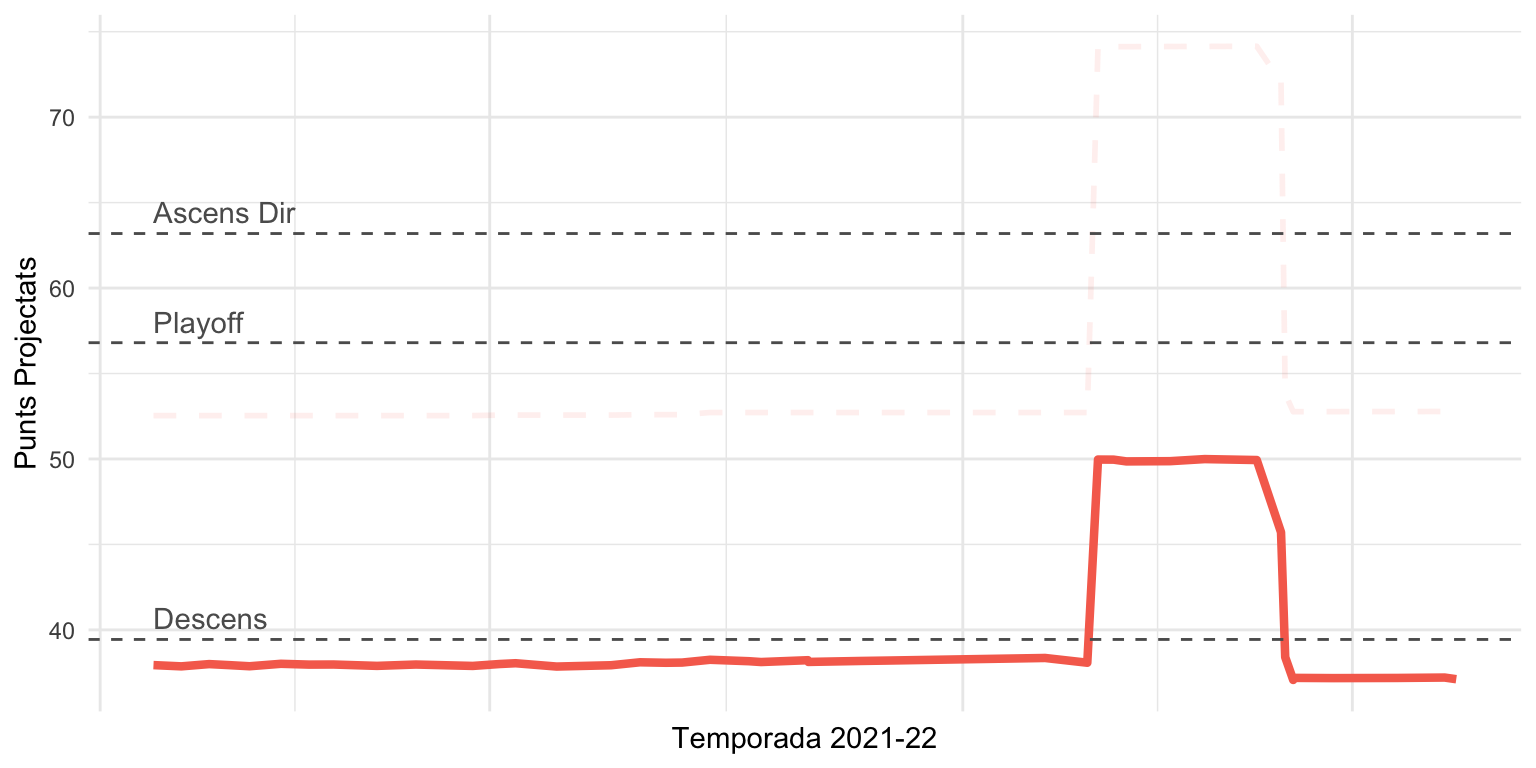 70
Ascens Dir
60
Playoff
50
Descens
40
Punts Projectats
Temporada 2021-22